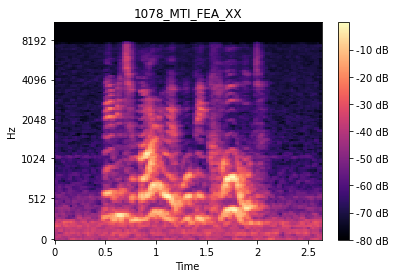 1078_MTI_FEA_XX
8192
4096
2048
1024
512
0
Hz
0 0.5 1 1.5 2 2.5
Time
-10 dB
-20 dB
-30 dB
-40 dB
-50 dB
-60 dB
-70 dB
-80 dB